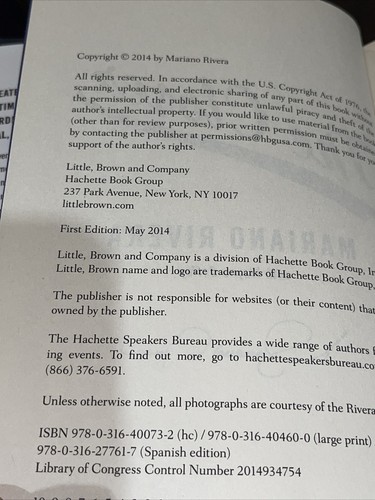 Copyright © 2014 by Mariano Rivera
All rights reserved. In accordance with the U.S. Copyright Act of 1976, the
scanning, uploading, and electronic sharing of any part of this book without
the permission of the publisher constitute unlawful piracy and theft of the
author's intellectual property. If you would like to use material from the book
(other than for review purposes), prior written permission must be obtained
by contacting the publisher at permissions@hbgusa.com. Thank you for
support of the author's rights.
Little, Brown and Company
Hachette Book Group
237 Park Avenue, New York, NY 10017
littlebrown.com
First Edition: May 2014
Little, Brown and Company is a division of Hachette Book Group,
Little, Brown name and logo are trademarks of Hachette Book Group,
The publisher is not responsible for websites (or their content) that
owned by the publisher.
The Hachette Speakers Bureau provides a wide range of authors f
ing events. To find out more, go to hachettespeakersbureau.co
(866) 376-6591.
Unless otherwise noted, all photographs are courtesy of the Rivera
ISBN 978-0-316-40073-2 (hc) / 978-0-316-40460-0 (large print)
978-0-316-27761-7 (Spanish edition)
Library of Congress Control Number 2014934754